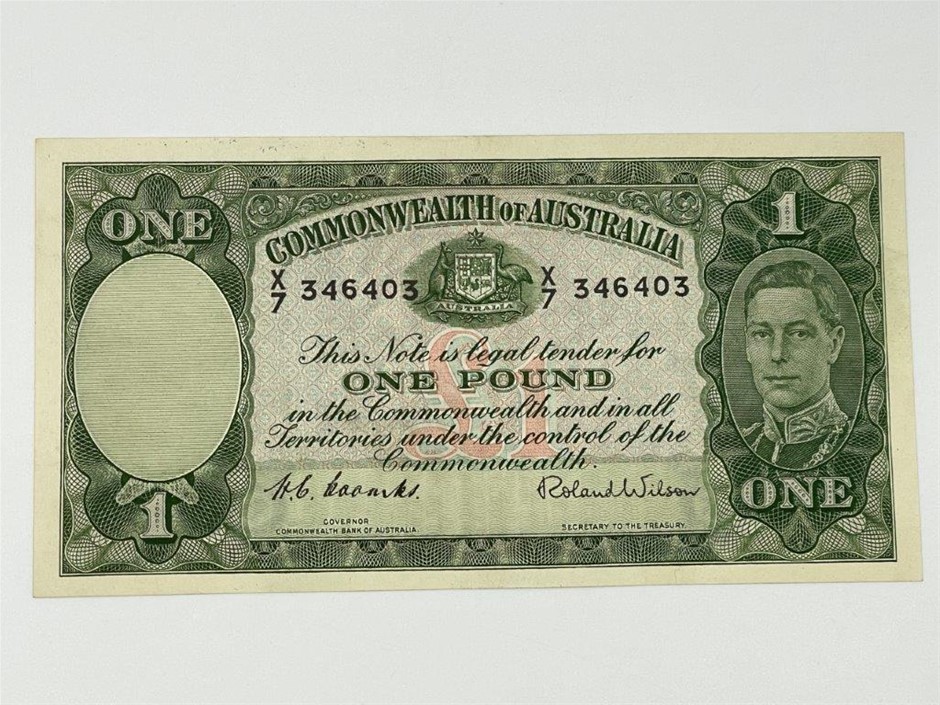 ONE
1
COMMONWEALTH OF AUSTRALIA
X/7 346403
AUSTRALIA
X/7 346403
£1
This Note is legal tender for
ONE POUND
in the Commonwealth and in all
Territories under the control of the
Commonwealth.
H.C. Coombs.
Roland Wilson
GOVERNOR
COMMONWEALTH BANK OF AUSTRALIA.
SECRETARY TO THE TREASURY.
1
ONE